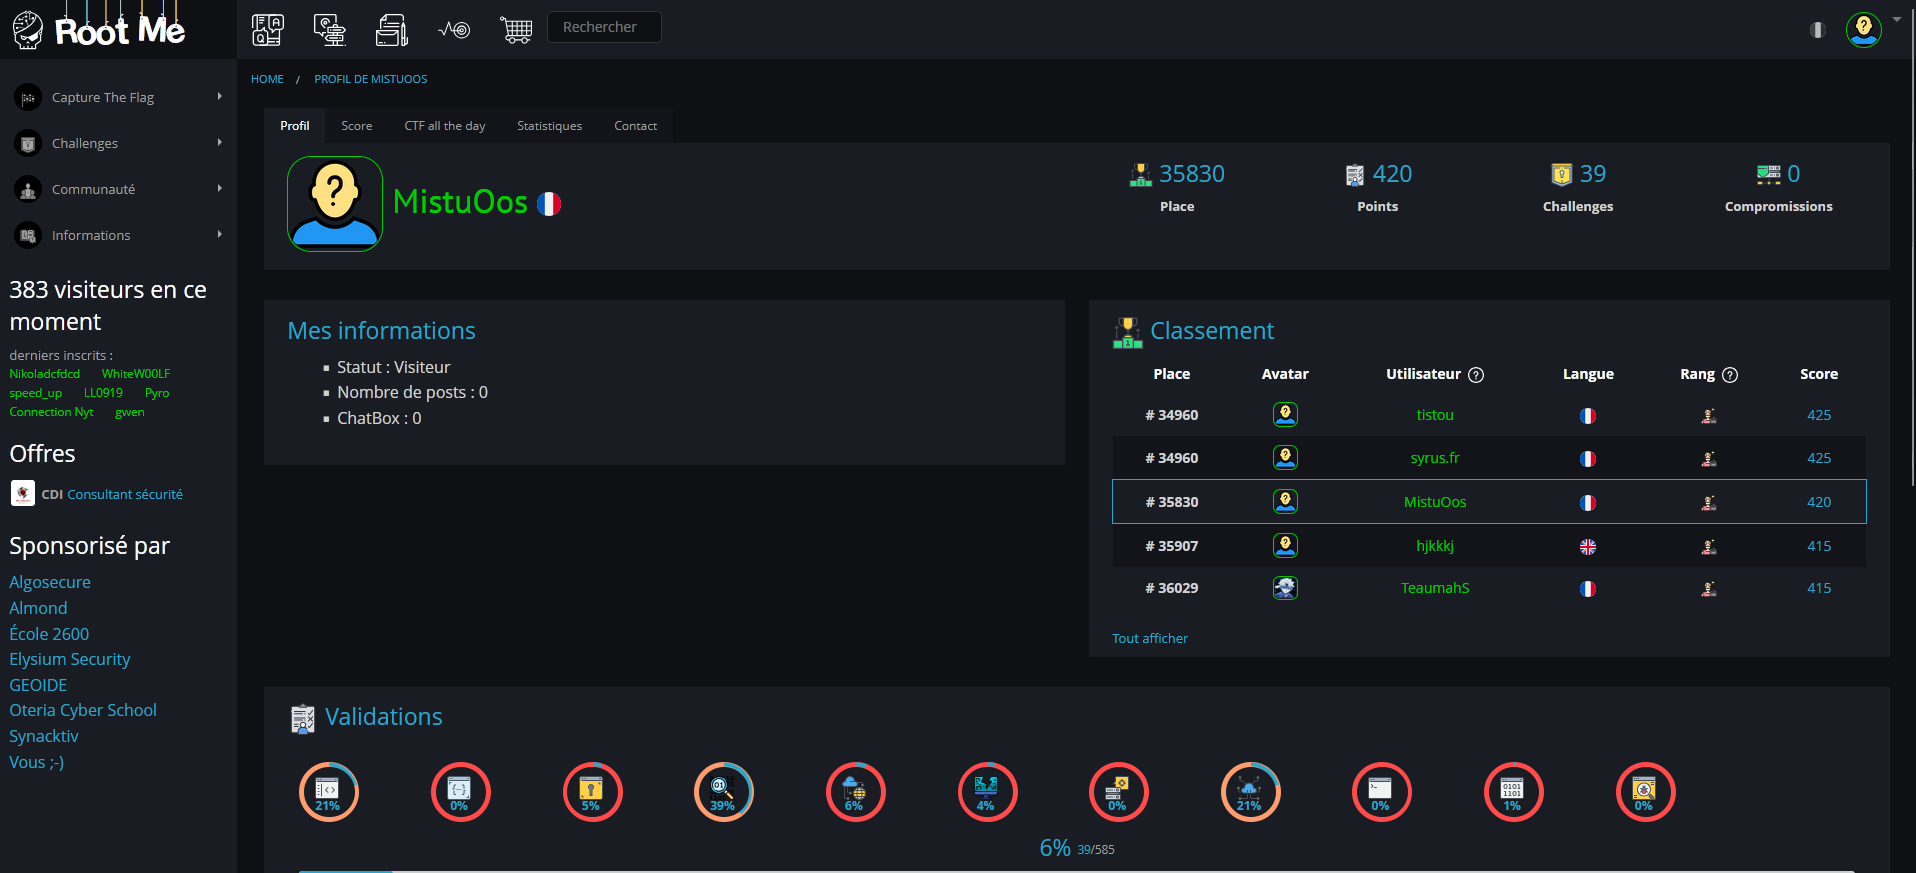 Root Me
Rechercher
HOME / PROFIL DE MISTUOOS
Capture The Flag
Challenges
Communauté
Informations
383 visiteurs en ce
moment
derniers inscrits :
Nikoladcfdcd WhiteW00LF
speed_up LL0919 Pyro
Connection Nyt gwen
Offres
CDI Consultant sécurité
Sponsorisé par
Algosecure
Almond
École 2600
Elysium Security
GEOIDE
Oteria Cyber School
Synacktiv
Vous ;-)
Profil Score CTF all the day Statistiques Contact
MistuOos
35830 420 39 0
Place Points Challenges Compromissions
Mes informations
Statut : Visiteur
Nombre de posts : 0
ChatBox : 0
Classement
Place Avatar Utilisateur ? Langue Rang ? Score
# 34960 tistou 425
# 34960 syrus.fr 425
# 35830 MistuOos 420
# 35907 hjkkkj 415
# 36029 TeaumahS 415
Tout afficher
Validations
21% 0% 5% 39% 6% 4% 0% 21% 0% 1% 0%
6% 39/585